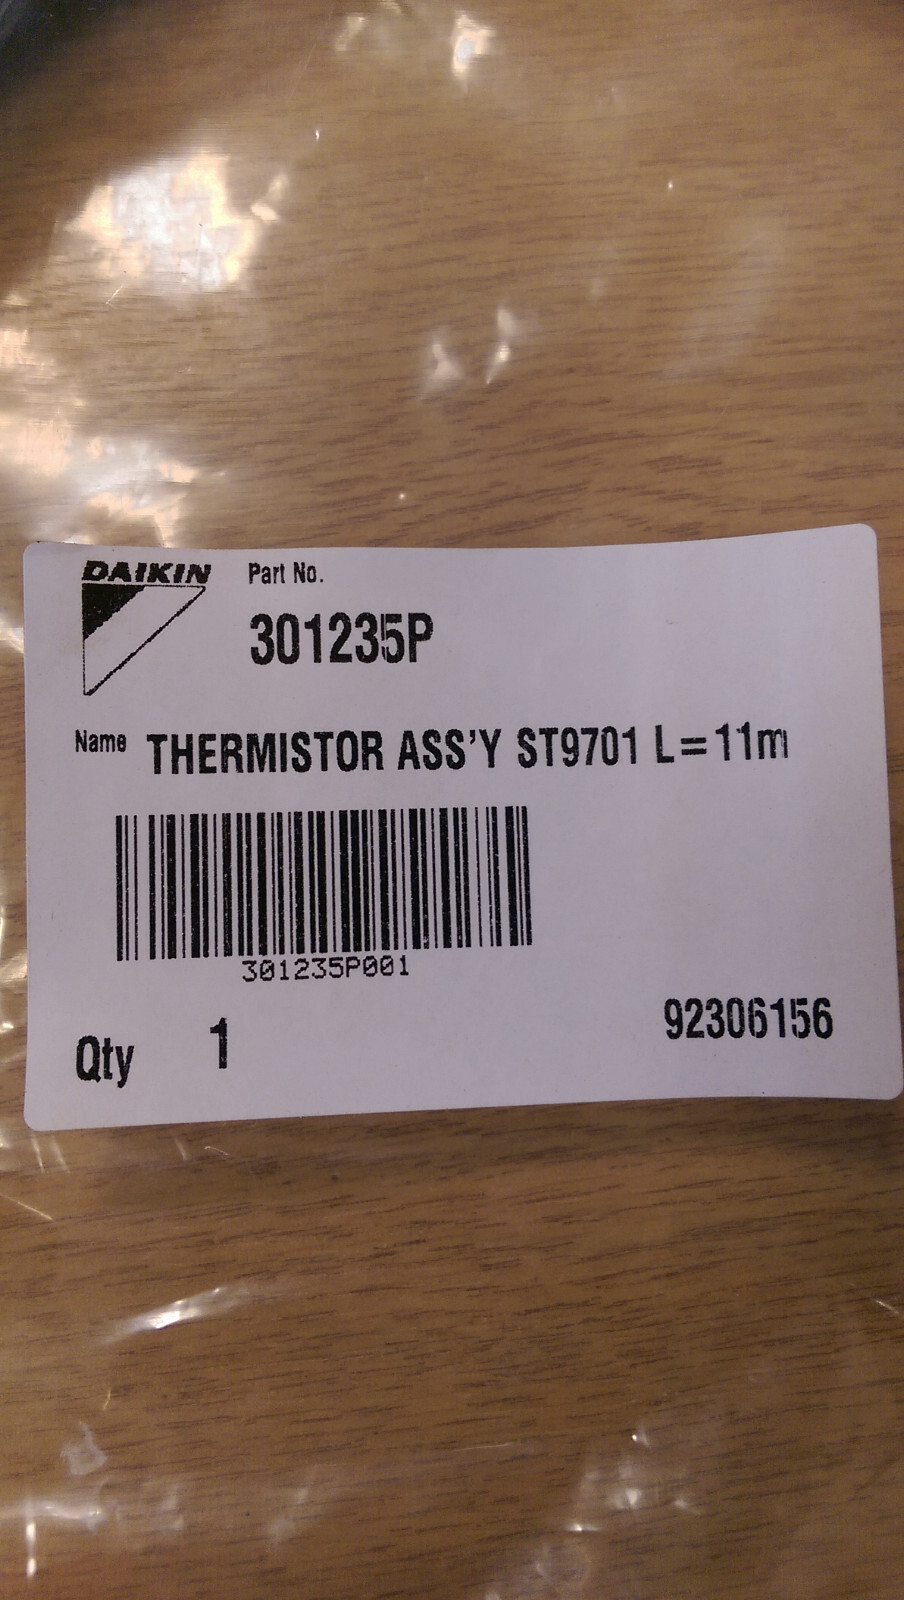 DAIKIN
Part No.
301235P
Name THERMISTOR ASS'Y ST9701 L=11m
301235P001
Qty 1
92306156